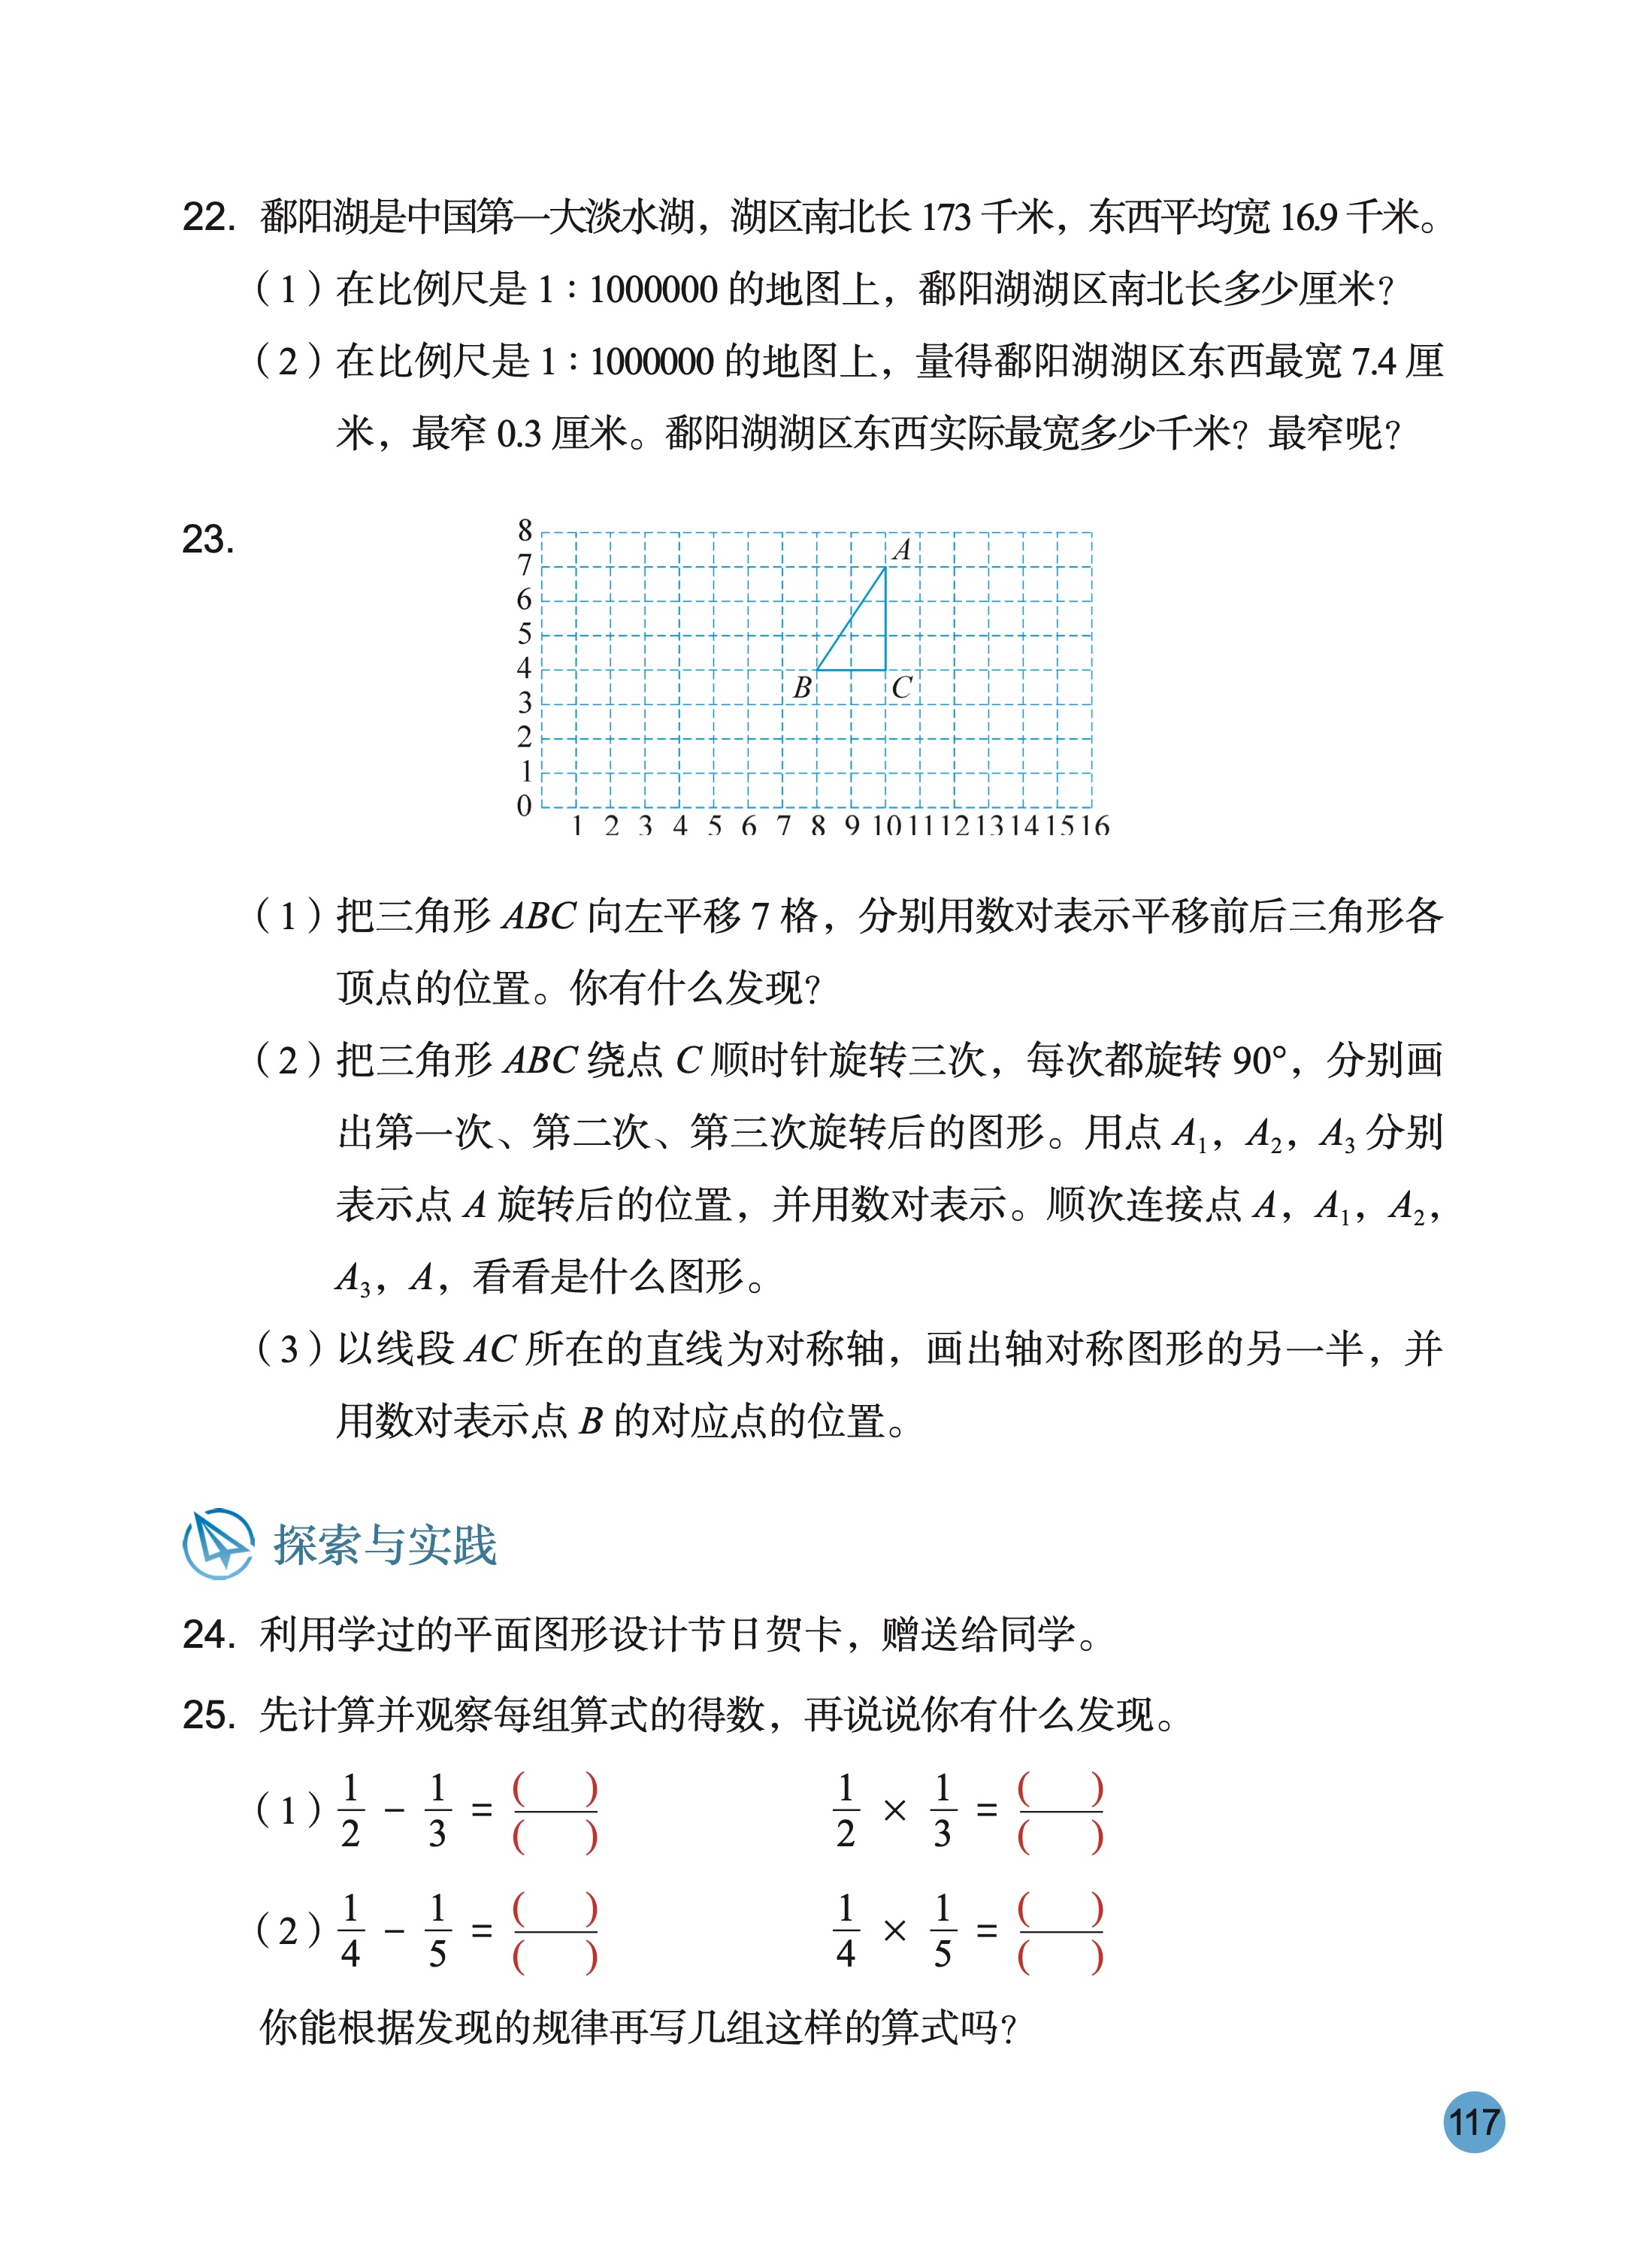 22. 鄱阳湖是中国第一大淡水湖，湖区南北长 173 千米，东西平均宽 16.9 千米。
（1）在比例尺是 1 : 1000000 的地图上，鄱阳湖湖区南北长多少厘米？
（2）在比例尺是 1 : 1000000 的地图上，量得鄱阳湖湖区东西最宽 7.4 厘
米，最窄 0.3 厘米。鄱阳湖湖区东西实际最宽多少千米？最窄呢？
23.
8
7
6
5
4
3
2
1
0
A
B
C
1 2 3 4 5 6 7 8 9 10 11 12 13 14 15 16
（1）把三角形 ABC 向左平移 7 格，分别用数对表示平移前后三角形各
顶点的位置。你有什么发现？
（2）把三角形 ABC 绕点 C 顺时针旋转三次，每次都旋转 90°，分别画
出第一次、第二次、第三次旋转后的图形。用点 A₁，A₂，A₃ 分别
表示点 A 旋转后的位置，并用数对表示。顺次连接点 A，A₁，A₂，
A₃，A，看看是什么图形。
（3）以线段 AC 所在的直线为对称轴，画出轴对称图形的另一半，并
用数对表示点 B 的对应点的位置。
探索与实践
24. 利用学过的平面图形设计节日贺卡，赠送给同学。
25. 先计算并观察每组算式的得数，再说说你有什么发现。
（1）1/2 − 1/3 = (  )/(  )  1/2 × 1/3 = (  )/(  )
（2）1/4 − 1/5 = (  )/(  )  1/4 × 1/5 = (  )/(  )
你能根据发现的规律再写几组这样的算式吗？
117